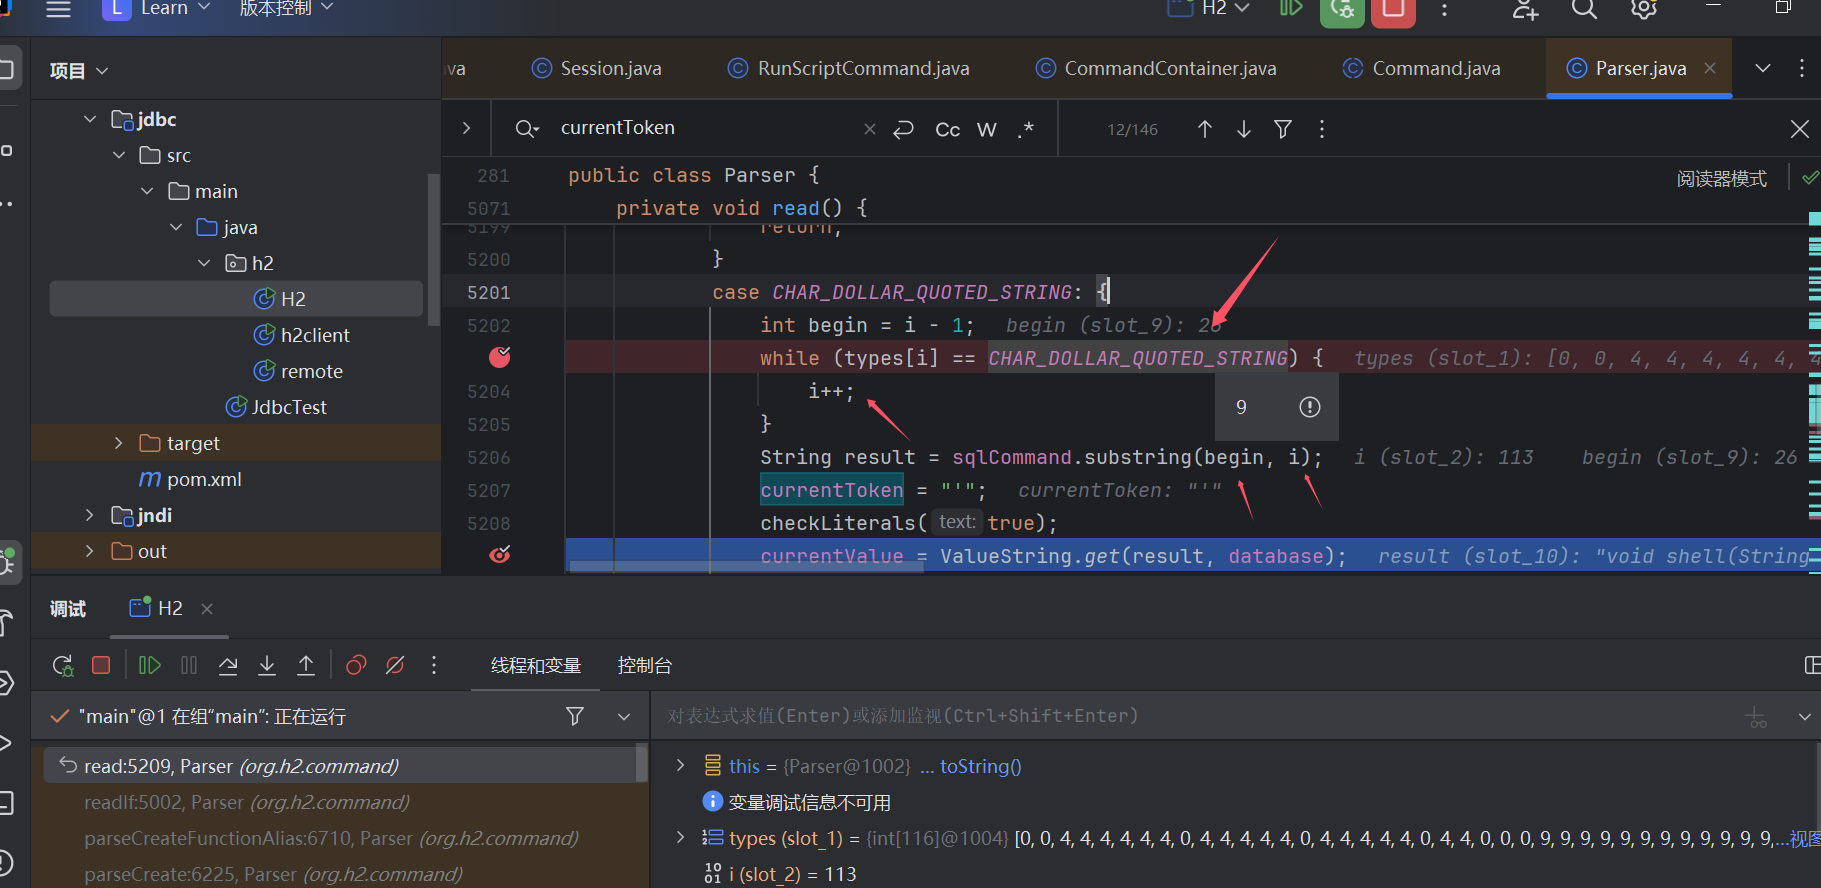 L Learn 版本控制 H2
项目
va Session.java RunScriptCommand.java CommandContainer.java Command.java Parser.java
jdbc
src
main
java
h2
H2
h2client
remote
JdbcTest
target
pom.xml
jndi
out
currentToken Cc W .* 12/146
281 public class Parser {
阅读器模式
5071 private void read() {
5199 return;
5200 }
5201 case CHAR_DOLLAR_QUOTED_STRING: {
5202 int begin = i - 1; begin (slot_9): 26
while (types[i] == CHAR_DOLLAR_QUOTED_STRING) { types (slot_1): [0, 0, 4, 4, 4, 4, 4, 4
5204 i++;
9
5205 }
5206 String result = sqlCommand.substring(begin, i); i (slot_2): 113 begin (slot_9): 26
5207 currentToken = "'"; currentToken: "'"
5208 checkLiterals( text: true);
currentValue = ValueString.get(result, database); result (slot_10): "void shell(String
调试 H2
线程和变量 控制台
"main"@1 在组“main”: 正在运行
对表达式求值(Enter)或添加监视(Ctrl+Shift+Enter)
read:5209, Parser (org.h2.command)
readIf:5002, Parser (org.h2.command)
parseCreateFunctionAlias:6710, Parser (org.h2.command)
parseCreate:6225, Parser (org.h2.command)
this = {Parser@1002} ... toString()
变量调试信息不可用
types (slot_1) = {int[116]@1004} [0, 0, 4, 4, 4, 4, 4, 4, 0, 4, 4, 4, 4, 4, 0, 4, 4, 4, 4, 4, 0, 4, 4, 0, 0, 0, 9, 9, 9, 9, 9, 9, 9, 9, 9, 9, 9, 9,...视图
i (slot_2) = 113